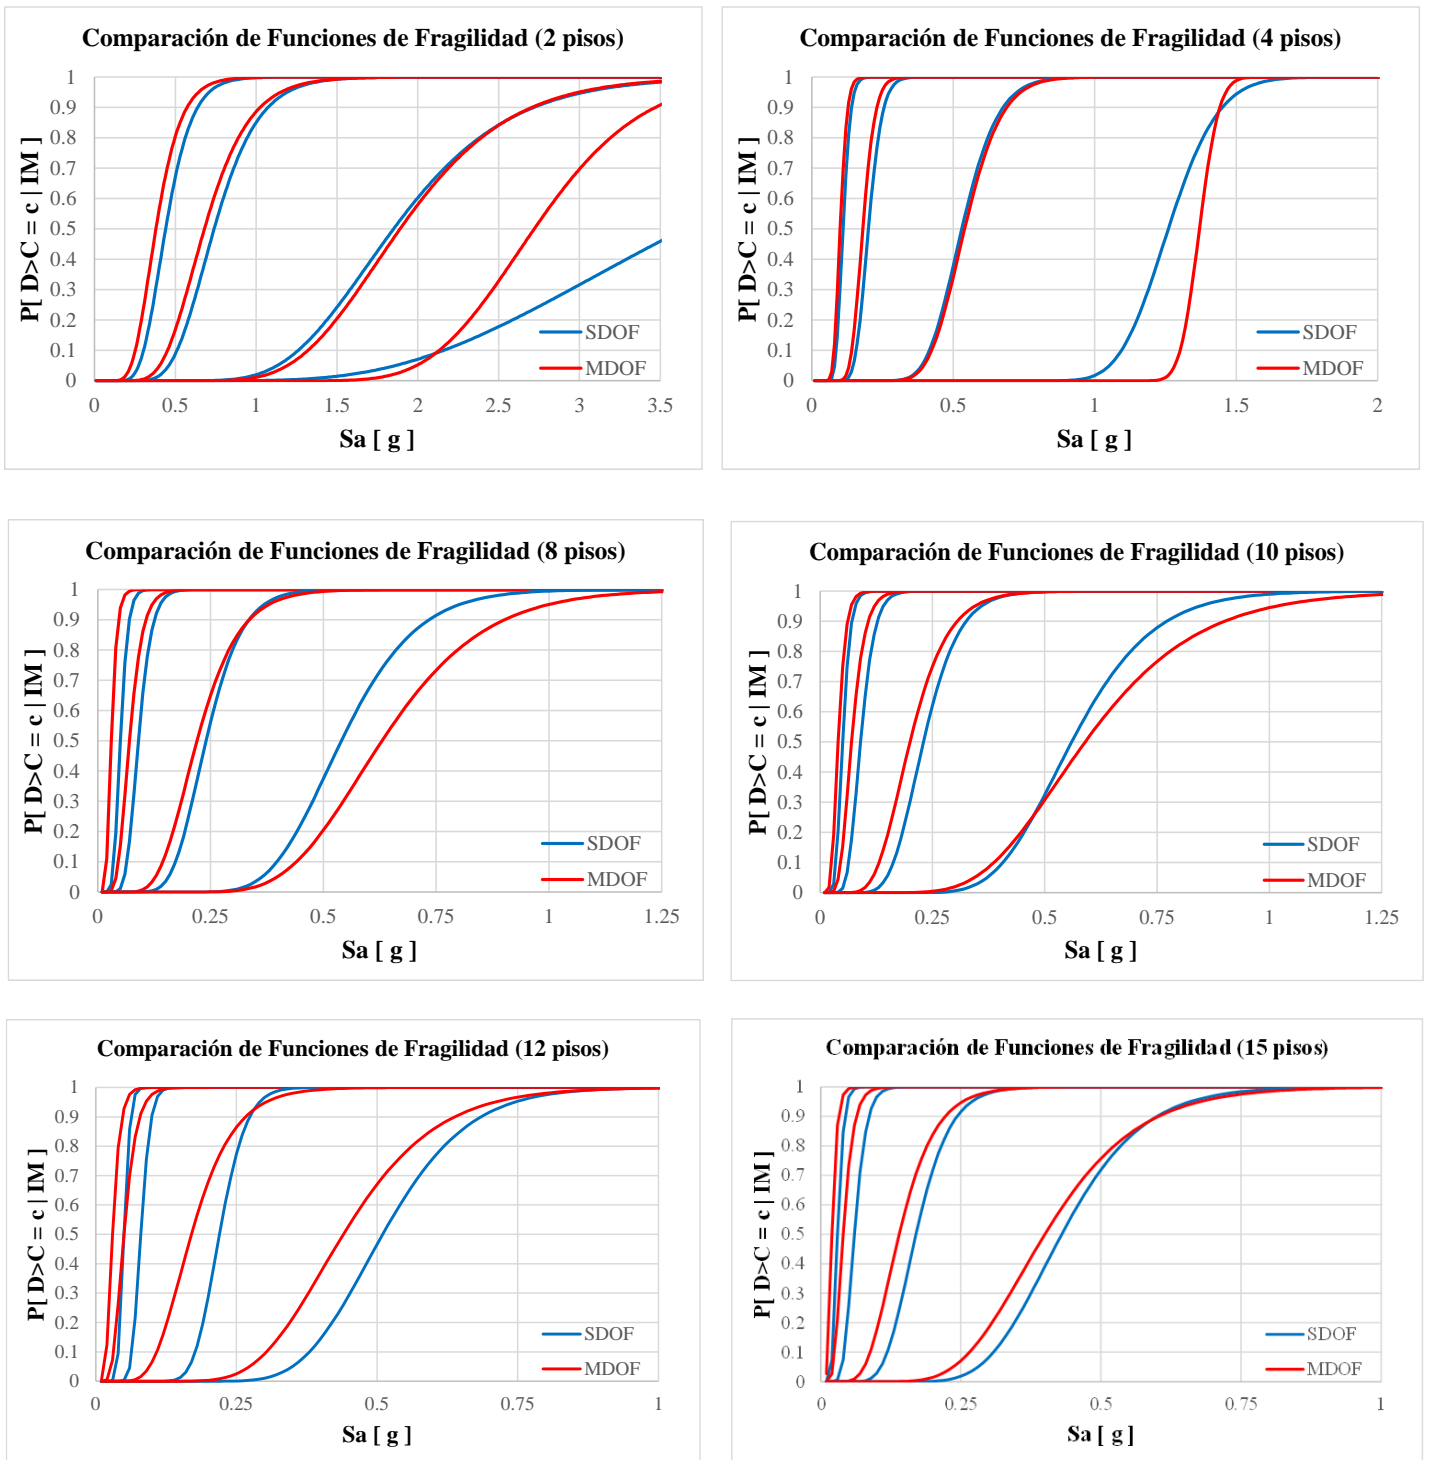 Comparación de Funciones de Fragilidad (2 pisos)
P[ D>C = c | IM ]
1
0.9
0.8
0.7
0.6
0.5
0.4
0.3
0.2
0.1
0
SDOF
MDOF
0 0.5 1 1.5 2 2.5 3 3.5
Sa [ g ]
Comparación de Funciones de Fragilidad (4 pisos)
P[ D>C = c | IM ]
1
0.9
0.8
0.7
0.6
0.5
0.4
0.3
0.2
0.1
0
SDOF
MDOF
0 0.5 1 1.5 2
Sa [ g ]
Comparación de Funciones de Fragilidad (8 pisos)
P[ D>C = c | IM ]
1
0.9
0.8
0.7
0.6
0.5
0.4
0.3
0.2
0.1
0
SDOF
MDOF
0 0.25 0.5 0.75 1 1.25
Sa [ g ]
Comparación de Funciones de Fragilidad (10 pisos)
P[ D>C = c | IM ]
1
0.9
0.8
0.7
0.6
0.5
0.4
0.3
0.2
0.1
0
SDOF
MDOF
0 0.25 0.5 0.75 1 1.25
Sa [ g ]
Comparación de Funciones de Fragilidad (12 pisos)
P[ D>C = c | IM ]
1
0.9
0.8
0.7
0.6
0.5
0.4
0.3
0.2
0.1
0
SDOF
MDOF
0 0.25 0.5 0.75 1
Sa [ g ]
Comparación de Funciones de Fragilidad (15 pisos)
P[ D>C = c | IM ]
1
0.9
0.8
0.7
0.6
0.5
0.4
0.3
0.2
0.1
0
SDOF
MDOF
0 0.25 0.5 0.75 1
Sa [ g ]